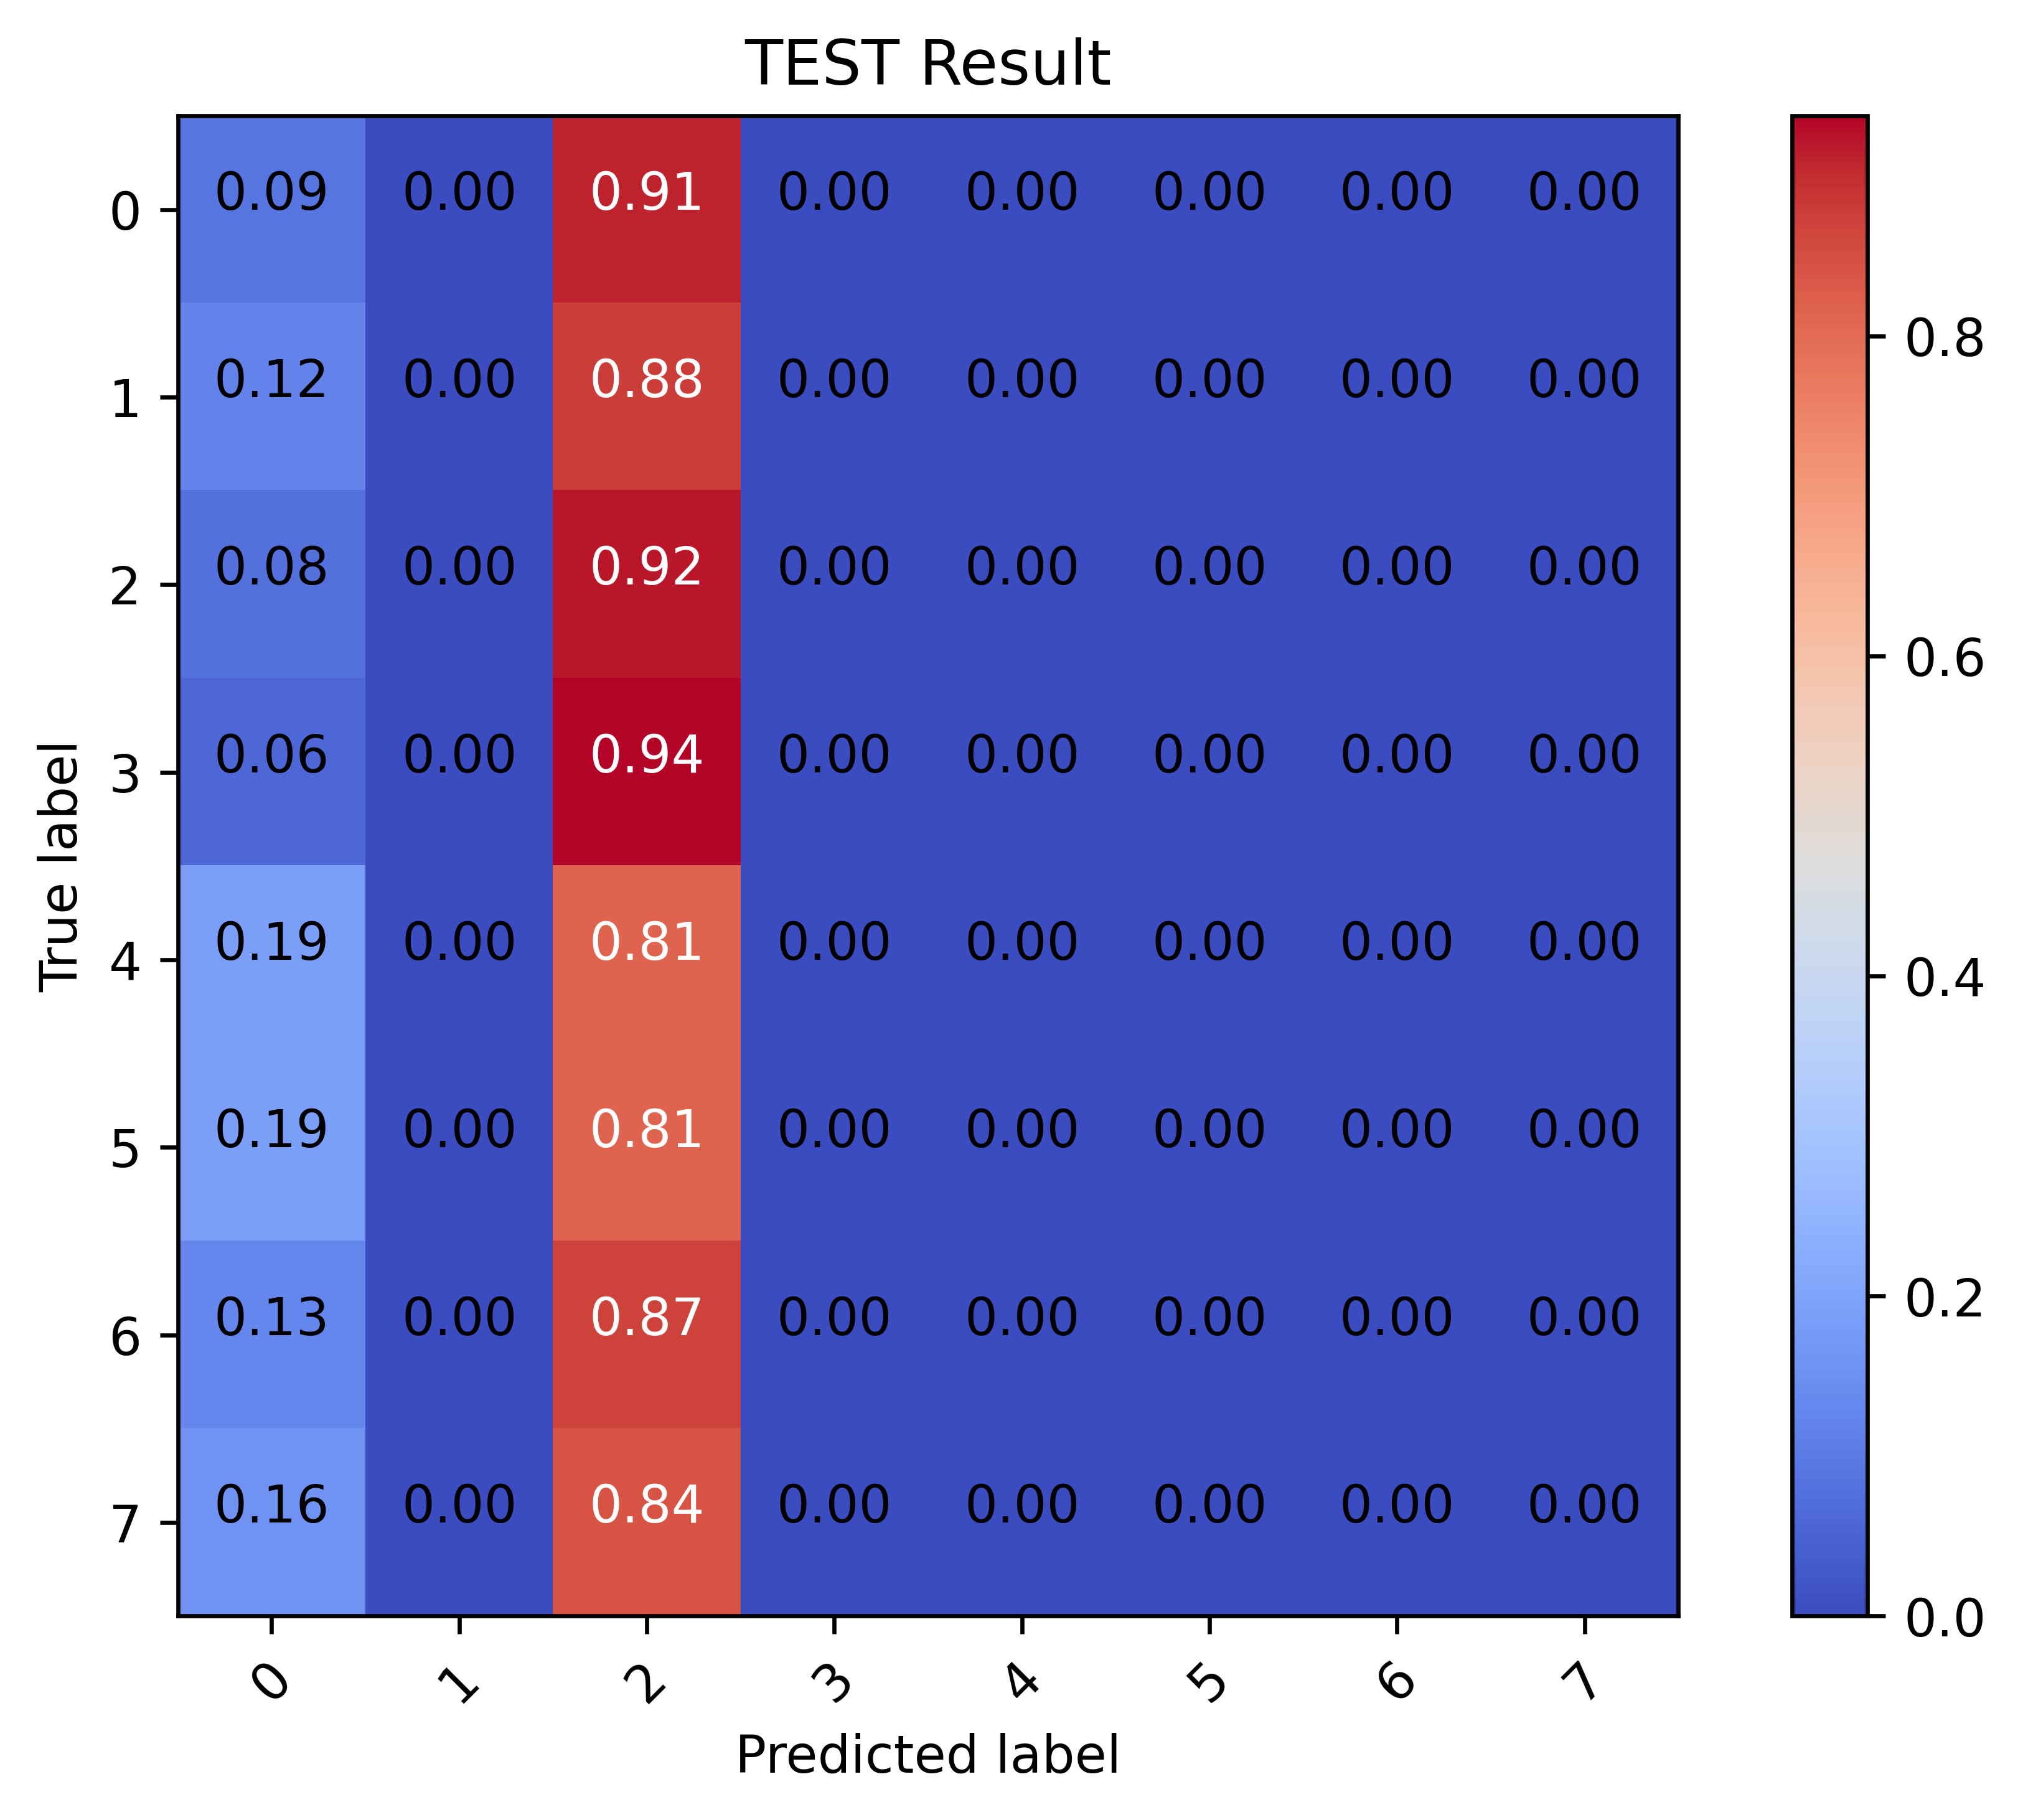 TEST Result
True label
0 0.09 0.00 0.91 0.00 0.00 0.00 0.00 0.00
1 0.12 0.00 0.88 0.00 0.00 0.00 0.00 0.00
2 0.08 0.00 0.92 0.00 0.00 0.00 0.00 0.00
3 0.06 0.00 0.94 0.00 0.00 0.00 0.00 0.00
4 0.19 0.00 0.81 0.00 0.00 0.00 0.00 0.00
5 0.19 0.00 0.81 0.00 0.00 0.00 0.00 0.00
6 0.13 0.00 0.87 0.00 0.00 0.00 0.00 0.00
7 0.16 0.00 0.84 0.00 0.00 0.00 0.00 0.00
0 1 2 3 4 5 6 7
Predicted label
0.8
0.6
0.4
0.2
0.0